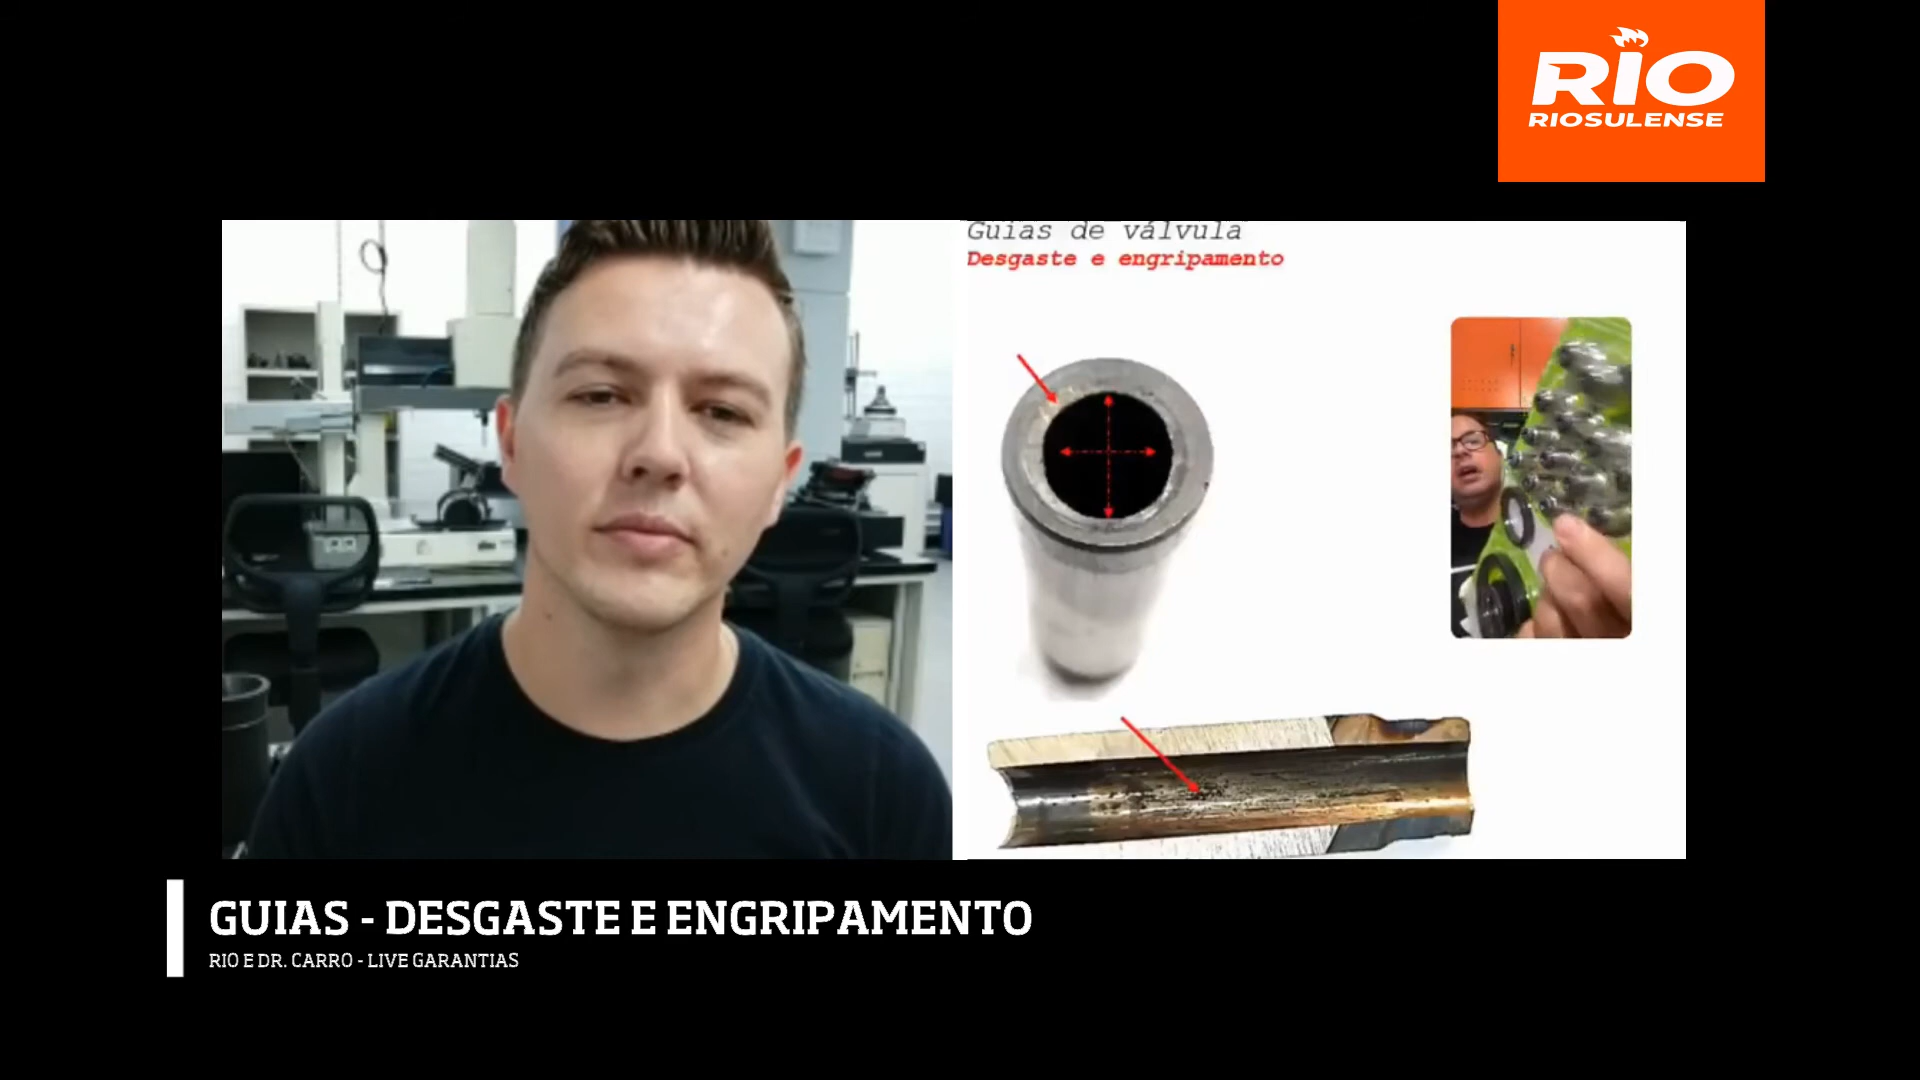 RIO
RIOSULENSE
Guias de válvula
Desgaste e engripamento
GUIAS - DESGASTE E ENGRIPAMENTO
RIO E DR. CARRO - LIVE GARANTIAS